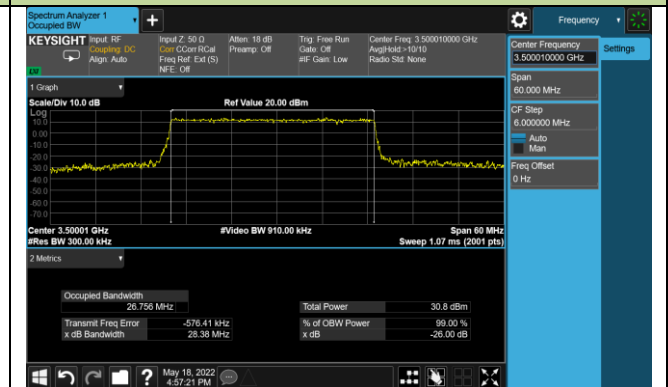 Spectrum Analyzer 1
Occupied BW
Frequency
KEYSIGHT
Input: RF
Coupling: DC
Align: Auto
Input Z: 50 Ω
Corr CCorr RCal
Freq Ref: Ext (S)
NFE: Off
Atten: 18 dB
Preamp: Off
Trig: Free Run
Gate: Off
#IF Gain: Low
Center Freq: 3.500010000 GHz
Avg|Hold:>10/10
Radio Std: None
Center Frequency
3.500010000 GHz
Settings
Span
60.000 MHz
CF Step
6.000000 MHz
Auto
Man
Freq Offset
0 Hz
1 Graph
Scale/Div 10.0 dB
Ref Value 20.00 dBm
Log
10.0
0.00
-10.0
-20.0
-30.0
-40.0
-50.0
-60.0
-70.0
Center 3.50001 GHz
#Video BW 910.00 kHz
Span 60 MHz
#Res BW 300.00 kHz
Sweep 1.07 ms (2001 pts)
2 Metrics
Occupied Bandwidth
26.756 MHz
Total Power 30.8 dBm
Transmit Freq Error -576.41 kHz
% of OBW Power 99.00 %
x dB Bandwidth 28.38 MHz
x dB -26.00 dB
?
May 18, 2022
4:57:21 PM